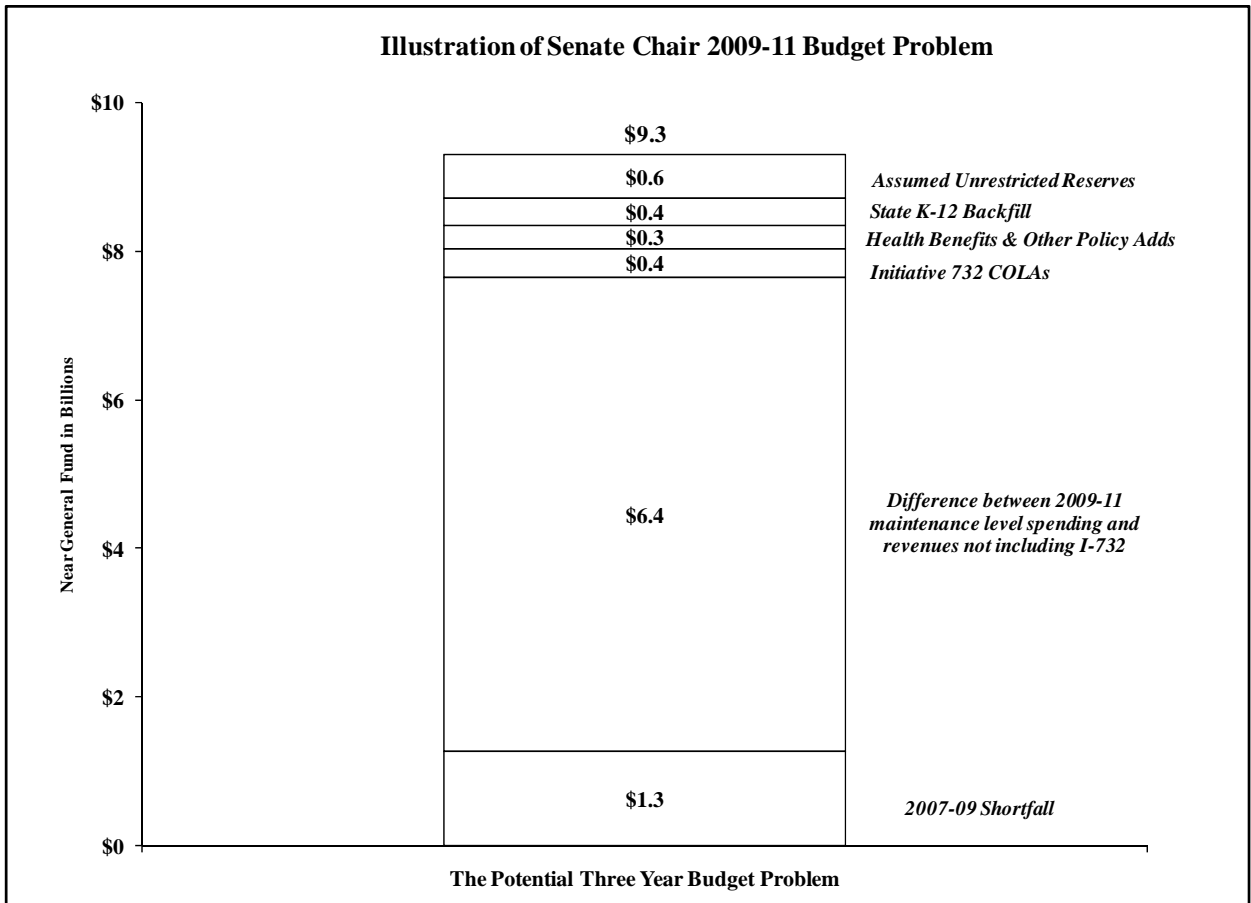 Illustration of Senate Chair 2009-11 Budget Problem
$10
$9.3
$0.6
Assumed Unrestricted Reserves
$0.4
State K-12 Backfill
$0.3
Health Benefits & Other Policy Adds
$8
$0.4
Initiative 732 COLAs
Near General Fund in Billions
$6
$6.4
Difference between 2009-11
maintenance level spending and
revenues not including I-732
$4
$2
$1.3
2007-09 Shortfall
$0
The Potential Three Year Budget Problem